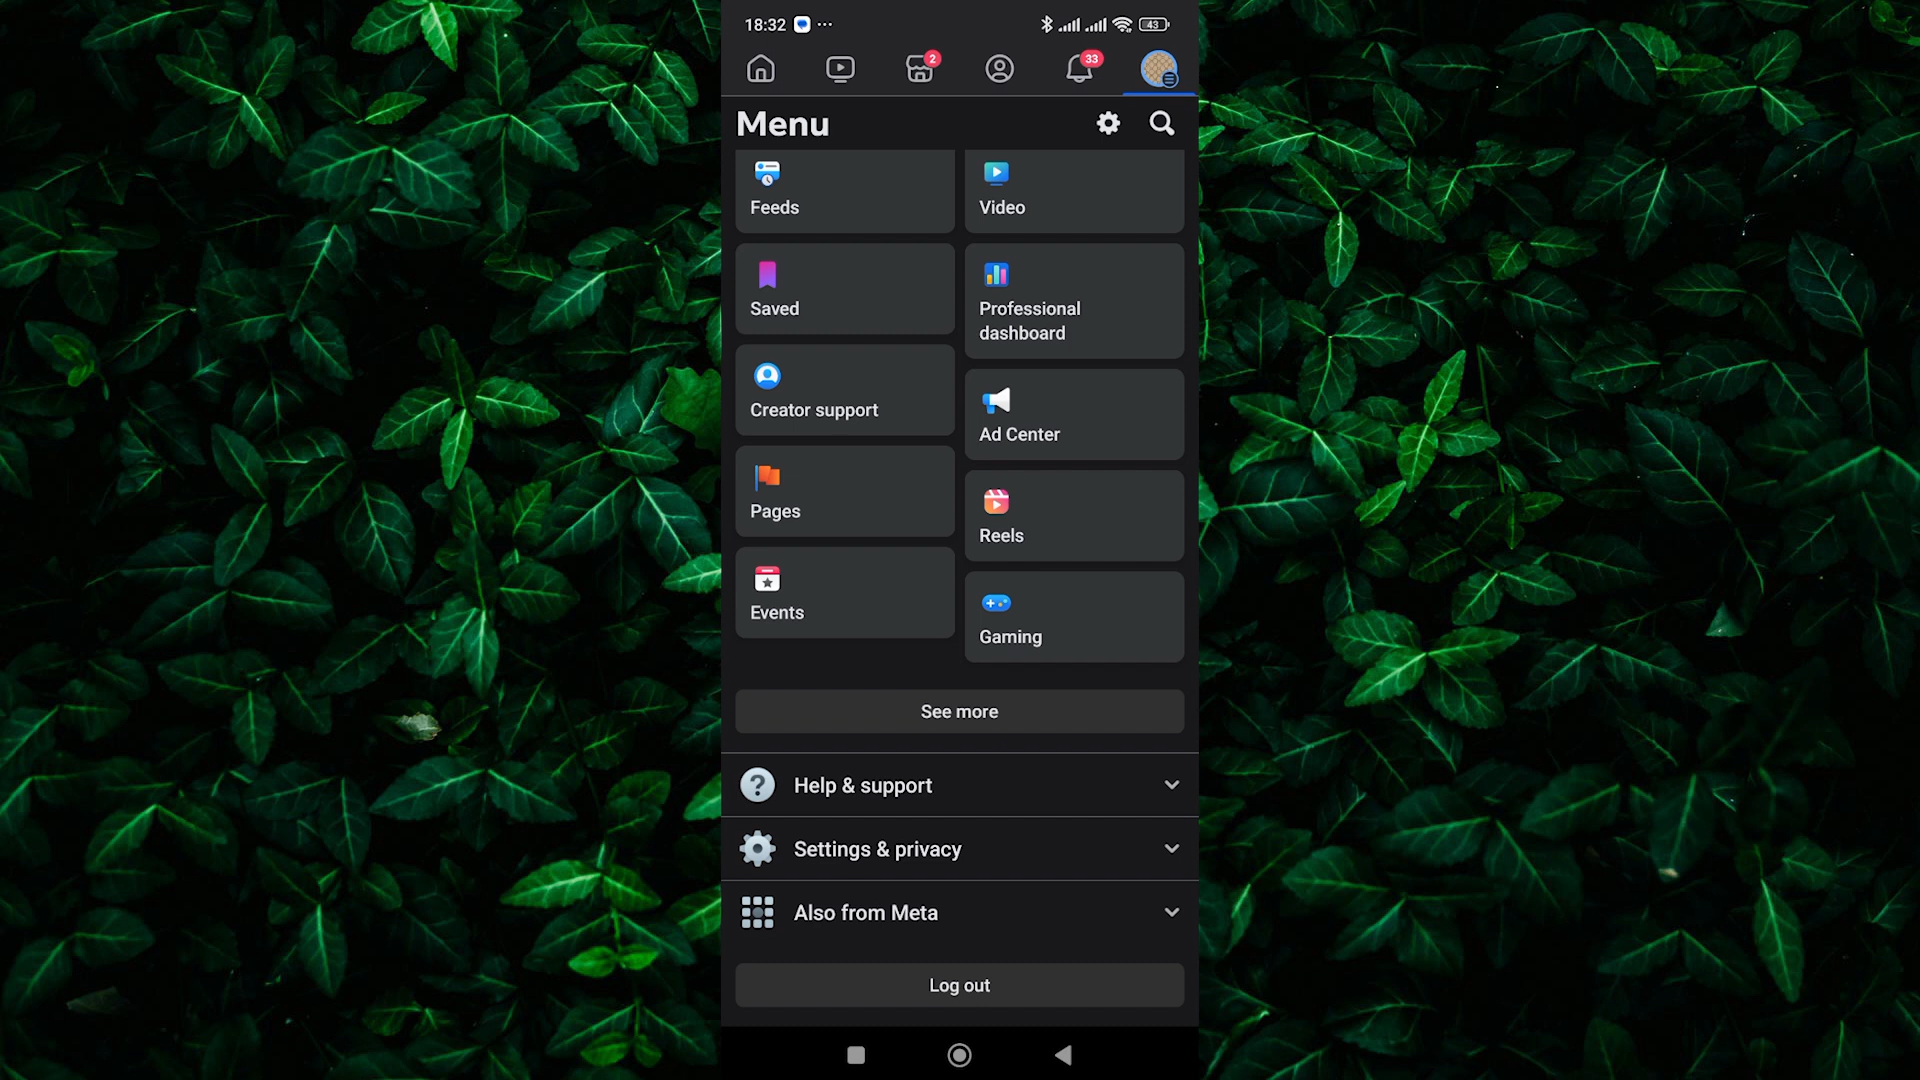 18:32
43
2
33
Menu
Feeds
Video
Saved
Professional
dashboard
Creator support
Ad Center
Pages
Reels
Events
Gaming
See more
Help & support
Settings & privacy
Also from Meta
Log out